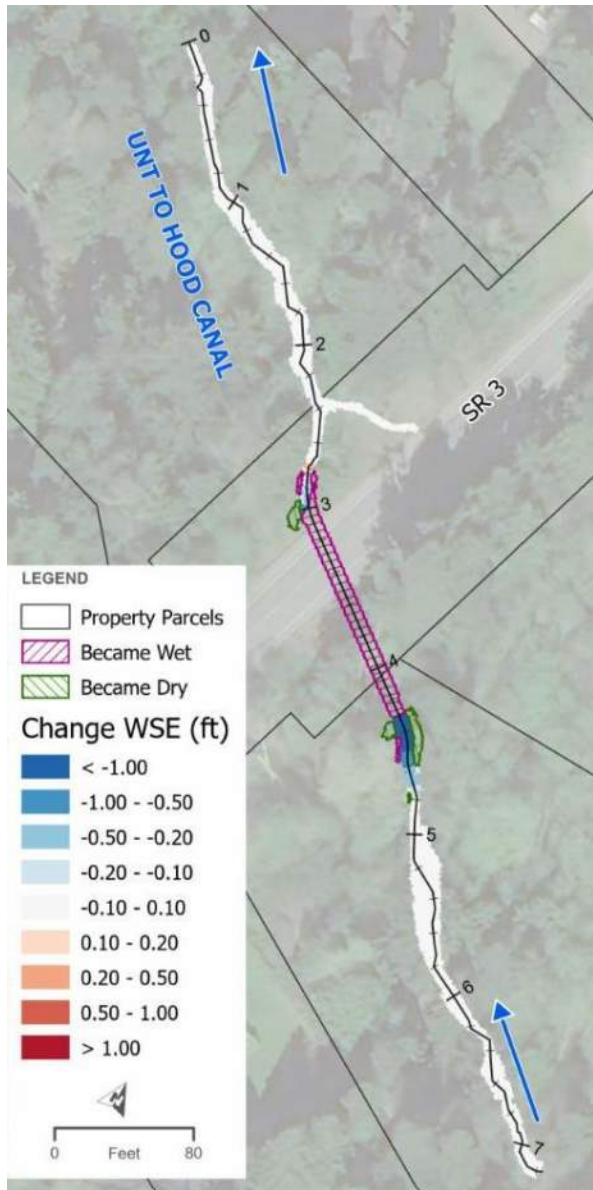 0
1
UNT TO HOOD CANAL
2
SR 3
3
4
5
6
7
LEGEND
Property Parcels
Became Wet
Became Dry
Change WSE (ft)
< -1.00
-1.00 - -0.50
-0.50 - -0.20
-0.20 - -0.10
-0.10 - 0.10
0.10 - 0.20
0.20 - 0.50
0.50 - 1.00
> 1.00
N
0 Feet 80